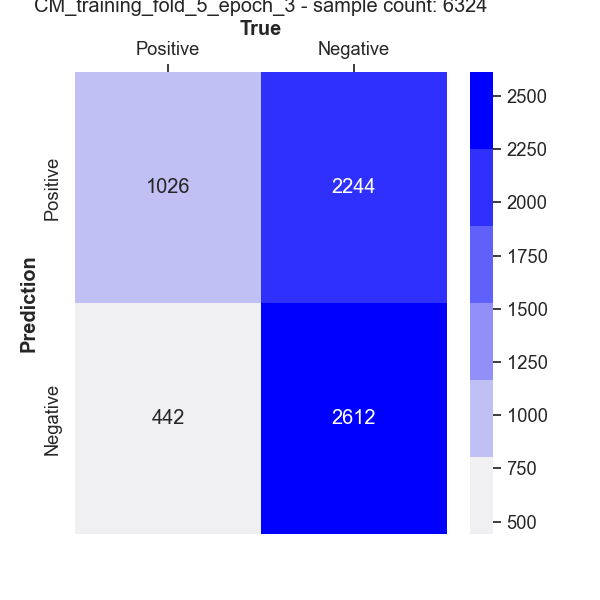 CM_training_fold_5_epoch_3 - sample count: 6324
True
Positive Negative
Prediction
Positive
1026 2244
Negative
442 2612
2500
2250
2000
1750
1500
1250
1000
750
500